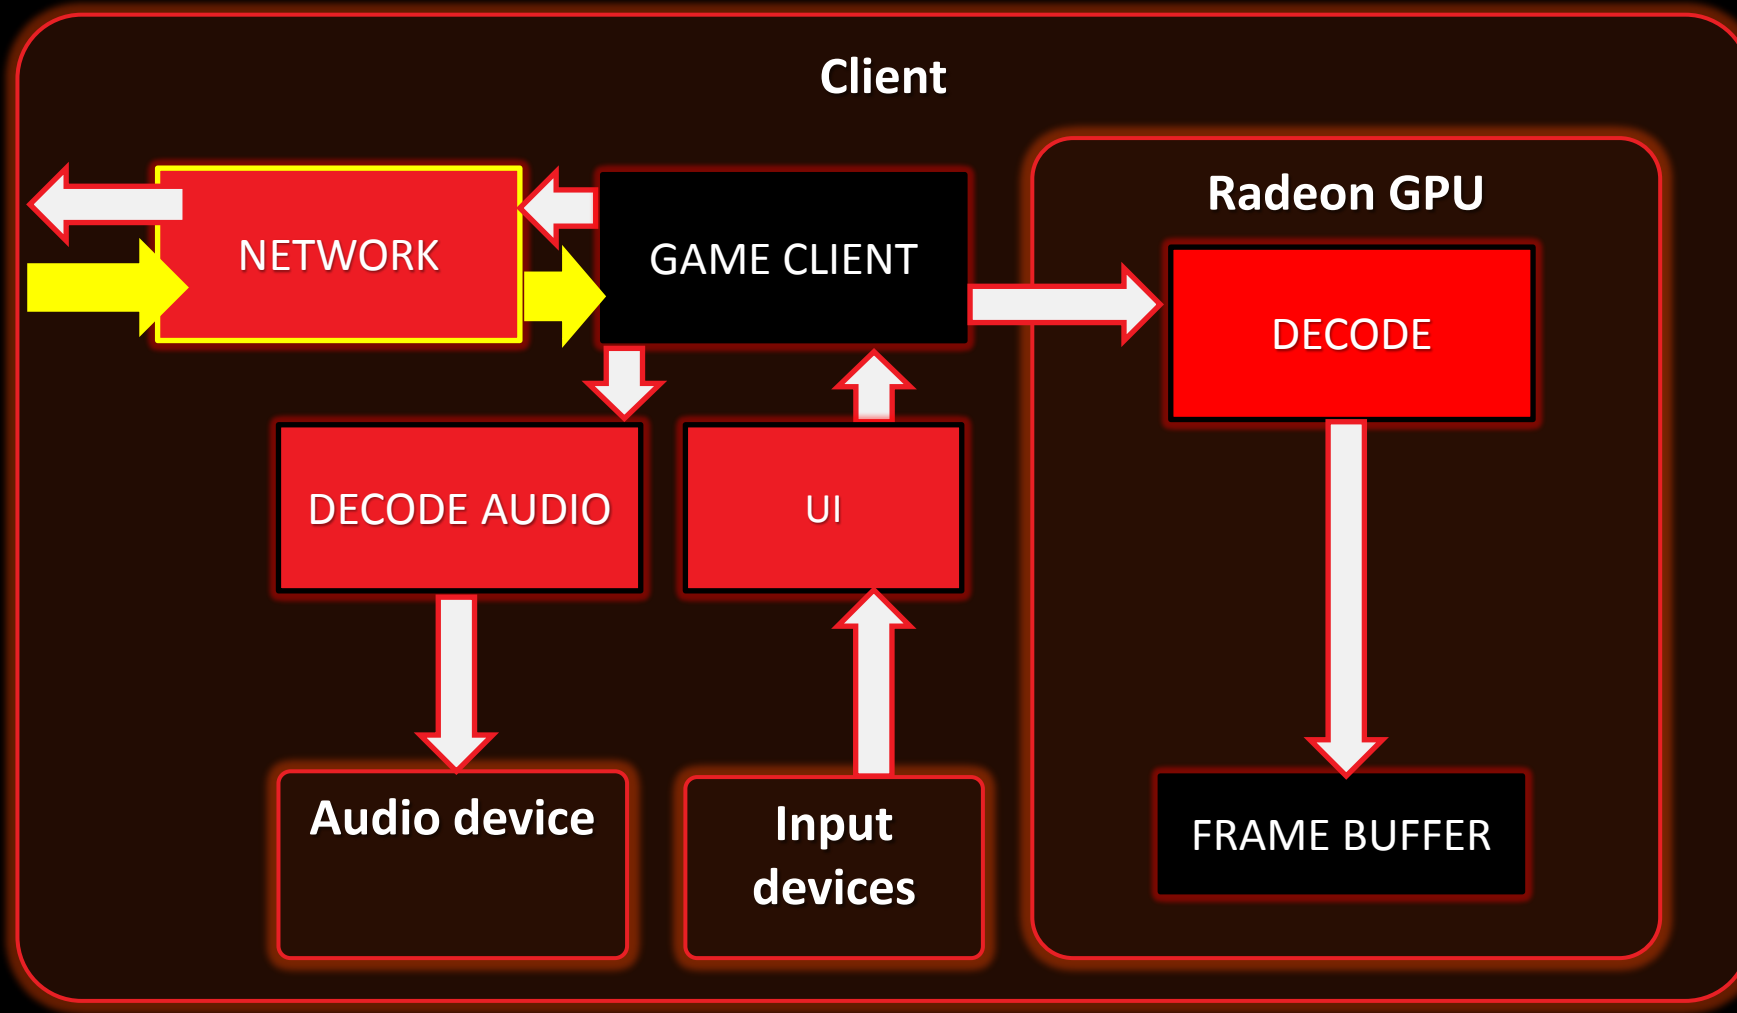 Client
Radeon GPU
NETWORK
GAME CLIENT
DECODE
DECODE AUDIO
UI
Audio device
Input
devices
FRAME BUFFER